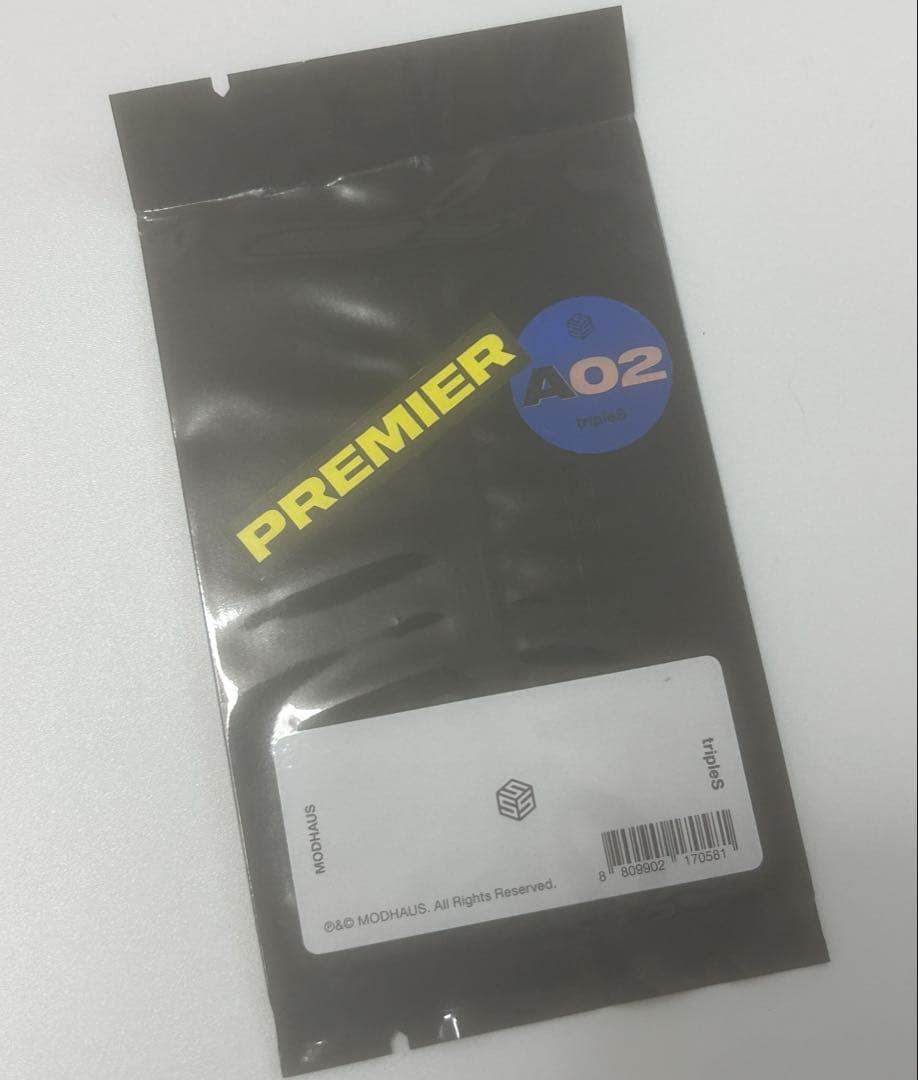 PREMIER
A02
tripleS
tripleS
MODHAUS
8 809902 170581
℗&© MODHAUS. All Rights Reserved.